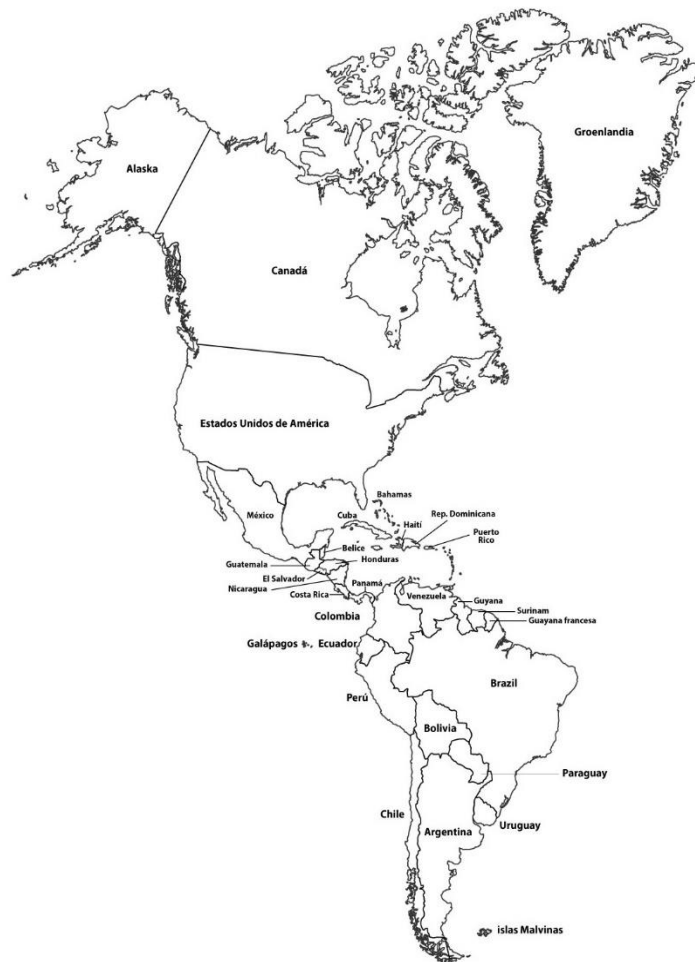 Groenlandia
Alaska
Canadá
Estados Unidos de América
Bahamas
México
Cuba
Rep. Dominicana
Haití
Puerto
Rico
Belice
Guatemala
Honduras
El Salvador
Nicaragua
Panamá
Costa Rica
Venezuela
Guyana
Surinam
Colombia
Guayana francesa
Galápagos , Ecuador
Brazil
Perú
Bolivia
Paraguay
Chile
Uruguay
Argentina
islas Malvinas